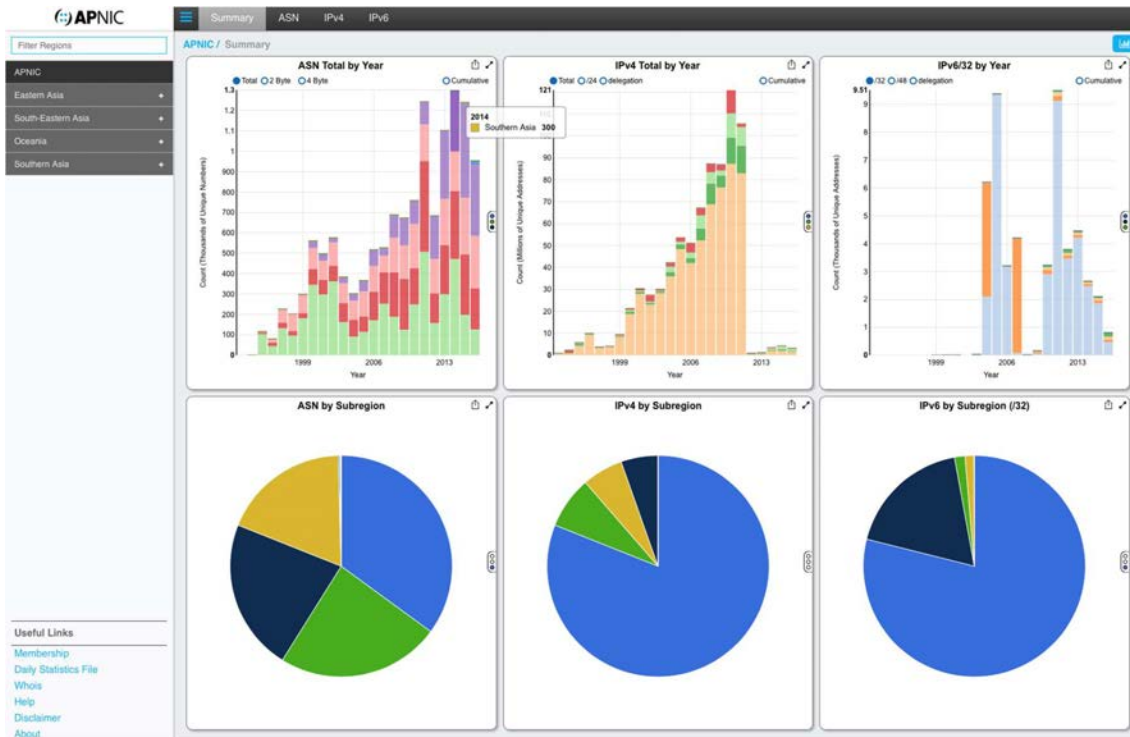 APNIC
Summary
ASN
IPv4
IPv6
Filter Regions
APNIC / Summary
APNIC
Eastern Asia +
South-Eastern Asia +
Oceania +
Southern Asia +
ASN Total by Year
Total 2 Byte 4 Byte
Cumulative
1.3
1.2
1.1
1
900
800
700
600
500
400
300
200
100
0
Count (Thousands of Unique Numbers)
1999
2006
2013
Year
2014
Southern Asia 300
IPv4 Total by Year
Total /24 delegation
Cumulative
121
100
90
80
70
60
50
40
30
20
10
0
Count (Millions of Unique Addresses)
1999
2006
2013
Year
IPv6/32 by Year
/32 /48 delegation
Cumulative
9.51
9
8
7
6
5
4
3
2
1
0
Count (Thousands of Unique Addresses)
1999
2006
2013
Year
ASN by Subregion
IPv4 by Subregion
IPv6 by Subregion (/32)
Useful Links
Membership
Daily Statistics File
Whois
Help
Disclaimer
About